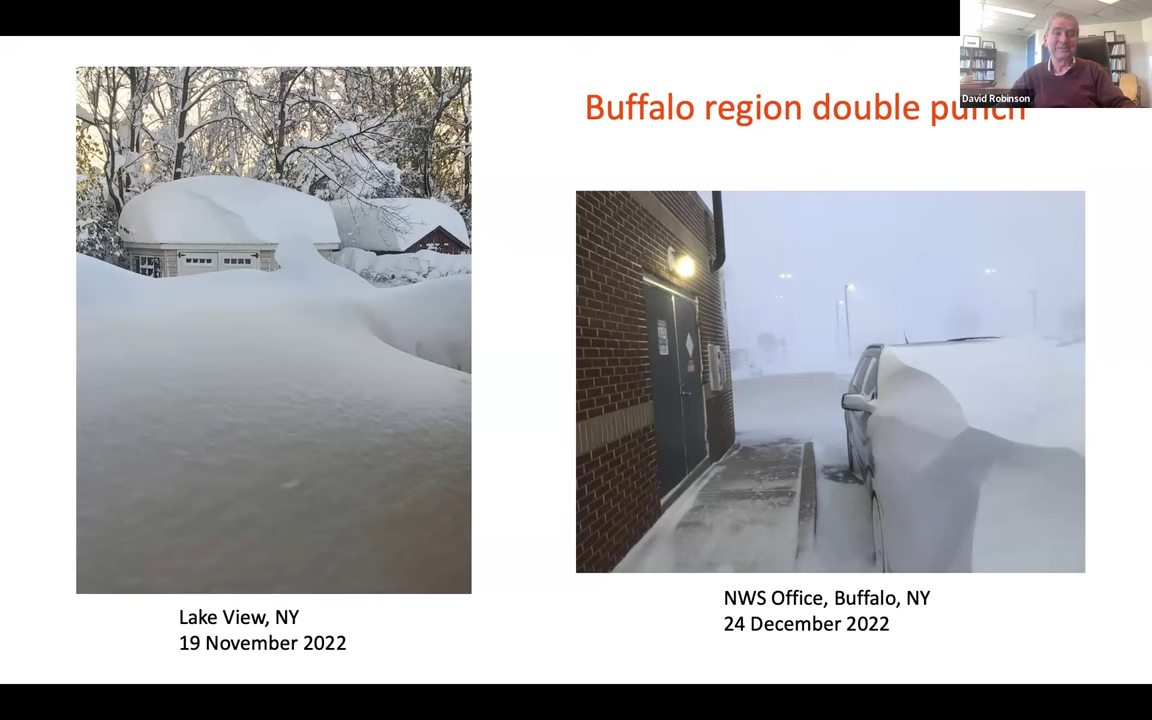 David Robinson
Buffalo region double punch
Lake View, NY
19 November 2022
NWS Office, Buffalo, NY
24 December 2022